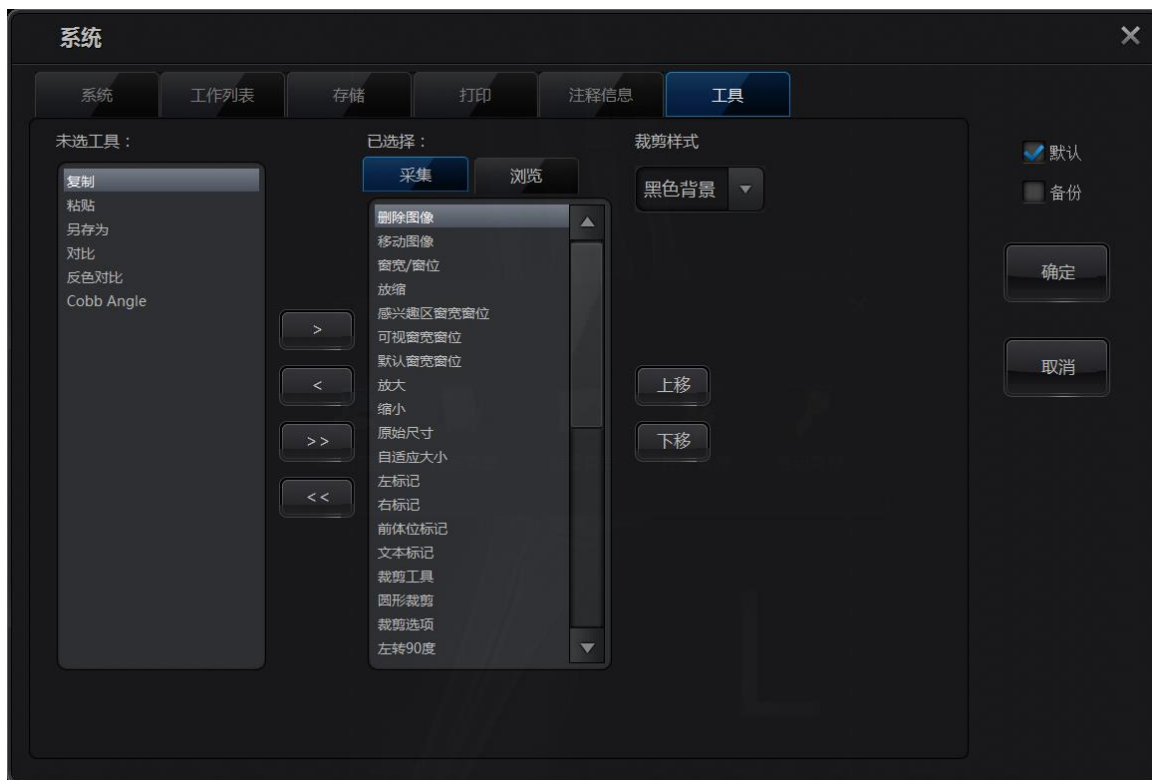 系统
系统 工作列表 存储 打印 注释信息 工具
未选工具：
复制
粘贴
另存为
对比
反色对比
Cobb Angle
>
<
>>
<<
已选择：
采集 浏览
删除图像
移动图像
窗宽/窗位
放缩
感兴趣区窗宽窗位
可视窗宽窗位
默认窗宽窗位
放大
缩小
原始尺寸
自适应大小
左标记
右标记
前体位标记
文本标记
裁剪工具
圆形裁剪
裁剪选项
左转90度
裁剪样式
黑色背景
上移
下移
默认
备份
确定
取消